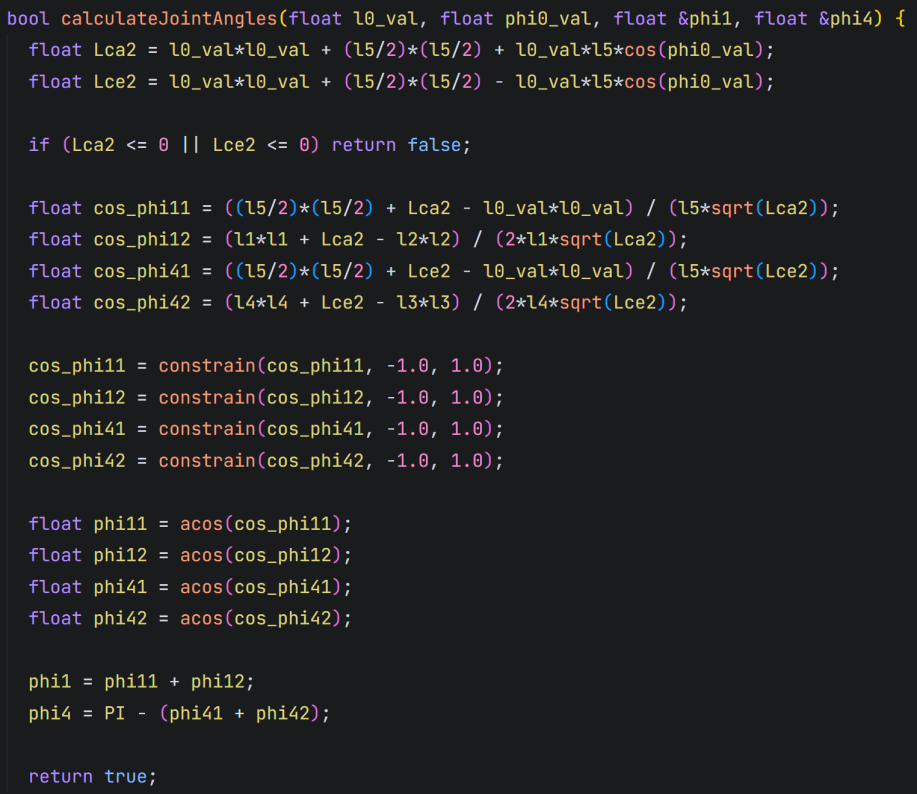 bool calculateJointAngles(float l0_val, float phi0_val, float &phi1, float &phi4) {
  float Lca2 = l0_val*l0_val + (l5/2)*(l5/2) + l0_val*l5*cos(phi0_val);
  float Lce2 = l0_val*l0_val + (l5/2)*(l5/2) - l0_val*l5*cos(phi0_val);

  if (Lca2 <= 0 || Lce2 <= 0) return false;

  float cos_phi11 = ((l5/2)*(l5/2) + Lca2 - l0_val*l0_val) / (l5*sqrt(Lca2));
  float cos_phi12 = (l1*l1 + Lca2 - l2*l2) / (2*l1*sqrt(Lca2));
  float cos_phi41 = ((l5/2)*(l5/2) + Lce2 - l0_val*l0_val) / (l5*sqrt(Lce2));
  float cos_phi42 = (l4*l4 + Lce2 - l3*l3) / (2*l4*sqrt(Lce2));

  cos_phi11 = constrain(cos_phi11, -1.0, 1.0);
  cos_phi12 = constrain(cos_phi12, -1.0, 1.0);
  cos_phi41 = constrain(cos_phi41, -1.0, 1.0);
  cos_phi42 = constrain(cos_phi42, -1.0, 1.0);

  float phi11 = acos(cos_phi11);
  float phi12 = acos(cos_phi12);
  float phi41 = acos(cos_phi41);
  float phi42 = acos(cos_phi42);

  phi1 = phi11 + phi12;
  phi4 = PI - (phi41 + phi42);

  return true;